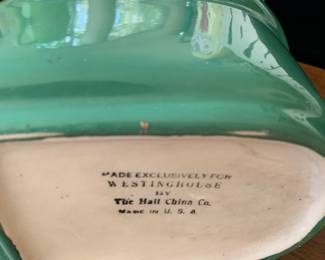 MADE EXCLUSIVELY FOR
WESTINGHOUSE
BY
The Hall China Co.
MADE IN U. S. A.